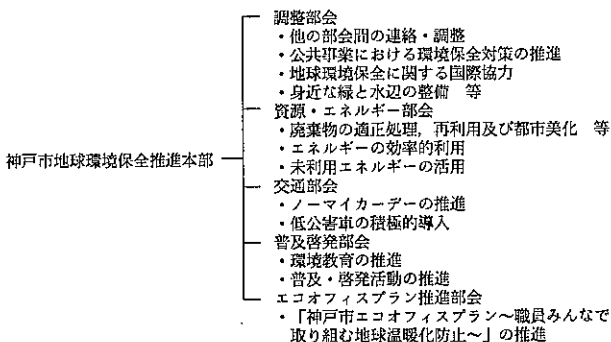 調整部会
・他の部会間の連絡・調整
・公共事業における環境保全対策の推進
・地球環境保全に関する国際協力
・身近な緑と水辺の整備　等
資源・エネルギー部会
・廃棄物の適正処理，再利用及び都市美化　等
・エネルギーの効率的利用
・未利用エネルギーの活用
神戸市地球環境保全推進本部
交通部会
・ノーマイカーデーの推進
・低公害車の積極的導入
普及啓発部会
・環境教育の推進
・普及・啓発活動の推進
エコオフィスプラン推進部会
・「神戸市エコオフィスプラン～職員みんなで
取り組む地球温暖化防止～」の推進